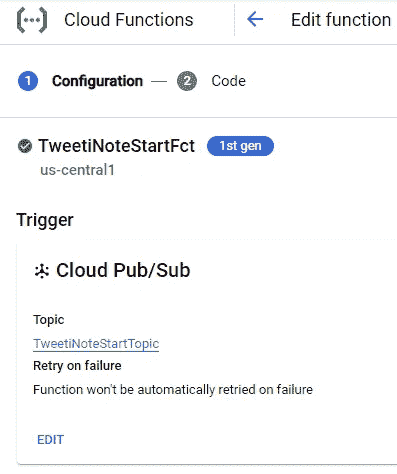 Cloud Functions Edit function
1 Configuration — 2 Code
TweetiNoteStartFct 1st gen
us-central1
Trigger
Cloud Pub/Sub
Topic
TweetiNoteStartTopic
Retry on failure
Function won't be automatically retried on failure
EDIT